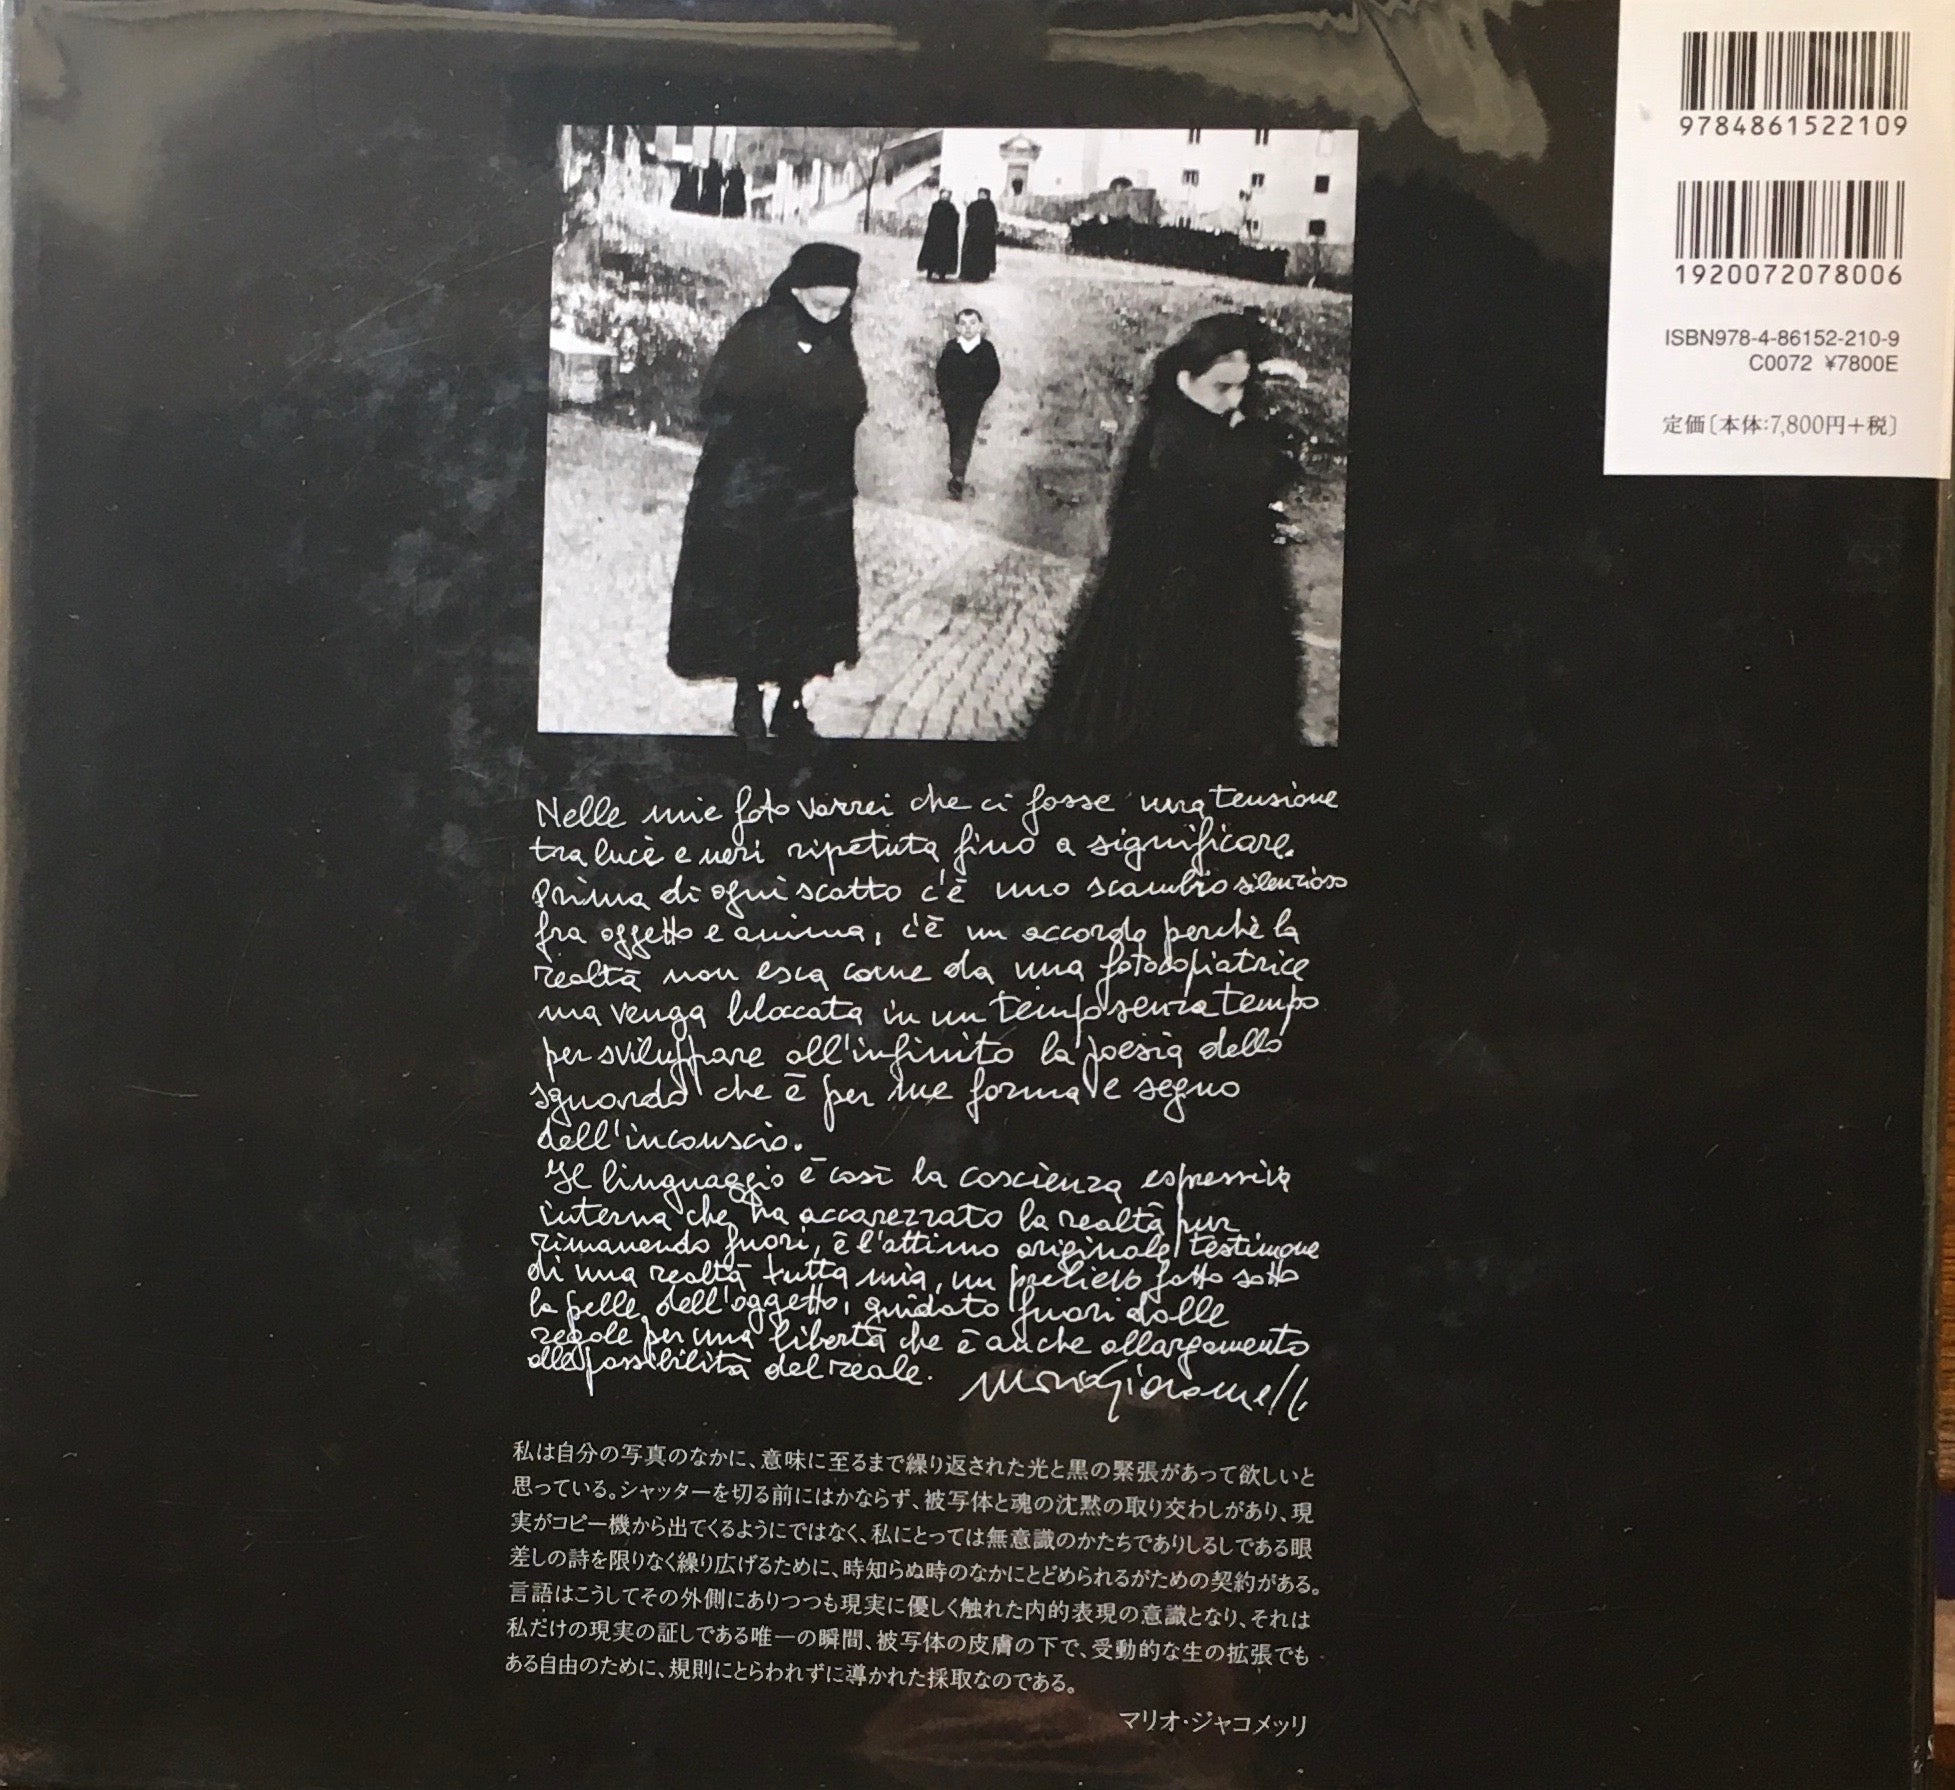 9784861522109
1920072078006
ISBN978-4-86152-210-9
C0072 ¥7800E
定価[本体:7,800円+税]
Nelle mie foto vorrei che ci fosse una tensione
tra luce e neri ripetuta fino a significare.
Prima di ogni scatto c'è uno scambio silenzioso
fra oggetto e anima, c'è un accordo perchè la
realtà non esca come da una fotocopiatrice
ma venga bloccata in un tempo senza tempo
per sviluppare all'infinito la poesia dello
sguardo che è per me forma e segno
dell'inconscio.
Il linguaggio è così la coscienza espressiva
interna che ha accarezzato la realtà pur
rimanendo fuori, è l'attimo originale testimone
di una realtà tutta mia, un prelievo fatto sotto
la pelle dell'oggetto, guidato fuori dalle
regole per una libertà che è anche allargamento
alla possibilità del reale.
Mario Giacomelli
私は自分の写真のなかに、意味に至るまで繰り返された光と黒の緊張があって欲しいと
思っている。シャッターを切る前にはかならず、被写体と魂の沈黙の取り交わしがあり、現
実がコピー機から出てくるようにではなく、私にとっては無意識のかたちでありしるしである眼
差しの詩を限りなく繰り広げるために、時知らぬ時のなかにとどめられるがための契約がある。
言語はこうしてその外側にありつつも現実に優しく触れた内的表現の意識となり、それは
私だけの現実の証しである唯一の瞬間、被写体の皮膚の下で、受動的な生の拡張でも
ある自由のために、規則にとらわれずに導かれた採取なのである。
マリオ・ジャコメッリ